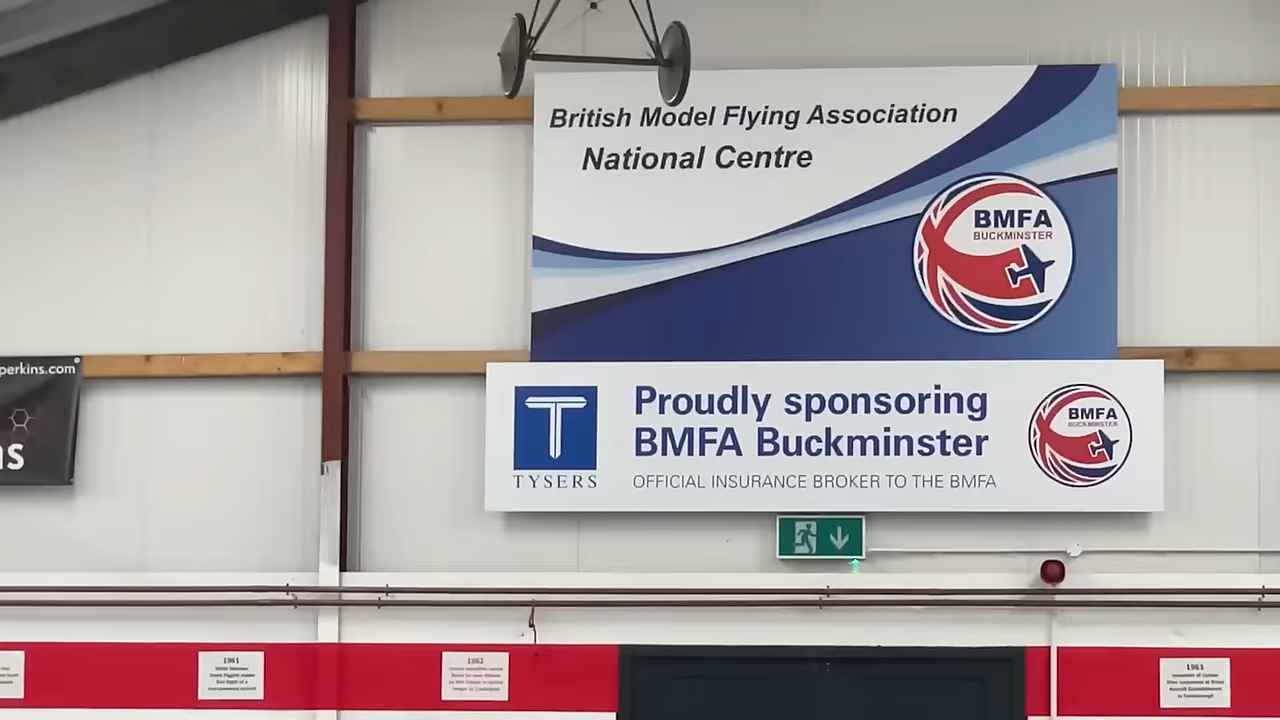 British Model Flying Association
National Centre
BMFA
BUCKMINSTER
perkins.com
ns
T
TYSERS
Proudly sponsoring
BMFA Buckminster
OFFICIAL INSURANCE BROKER TO THE BMFA
BMFA
BUCKMINSTER
1961
1962
1963